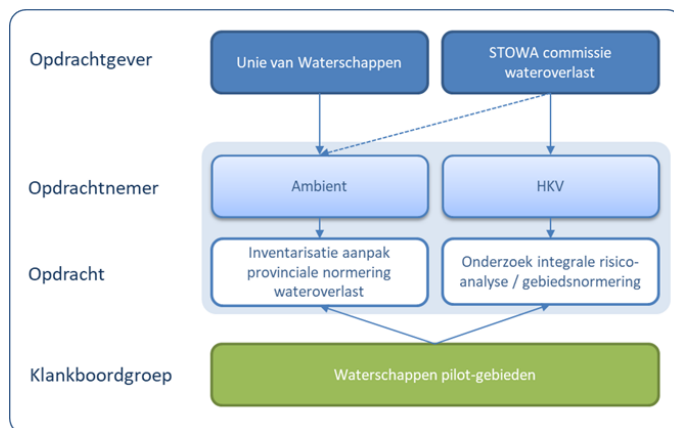 Opdrachtgever
Unie van Waterschappen
STOWA commissie
wateroverlast
Opdrachtnemer
Ambient
HKV
Opdracht
Inventarisatie aanpak
provinciale normering
wateroverlast
Onderzoek integrale risico-
analyse / gebiedsnormering
Klankboordgroep
Waterschappen pilot-gebieden